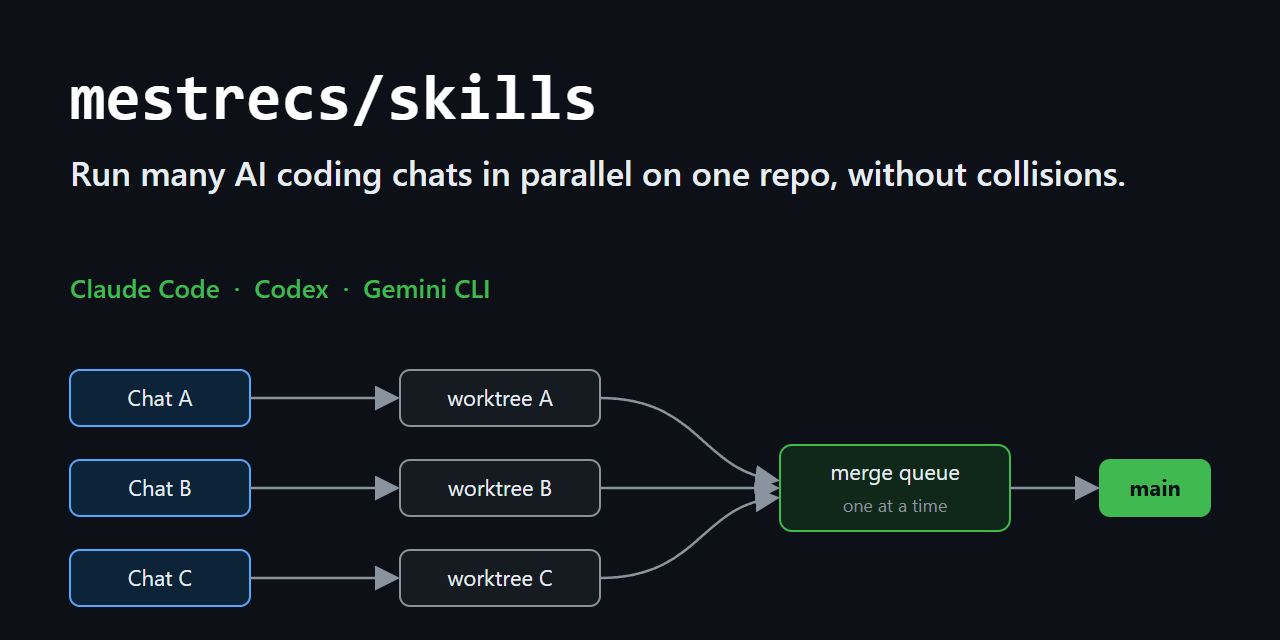 mestrecs/skills
Run many AI coding chats in parallel on one repo, without collisions.
Claude Code · Codex · Gemini CLI
Chat A
worktree A
Chat B
worktree B
merge queue
one at a time
main
Chat C
worktree C